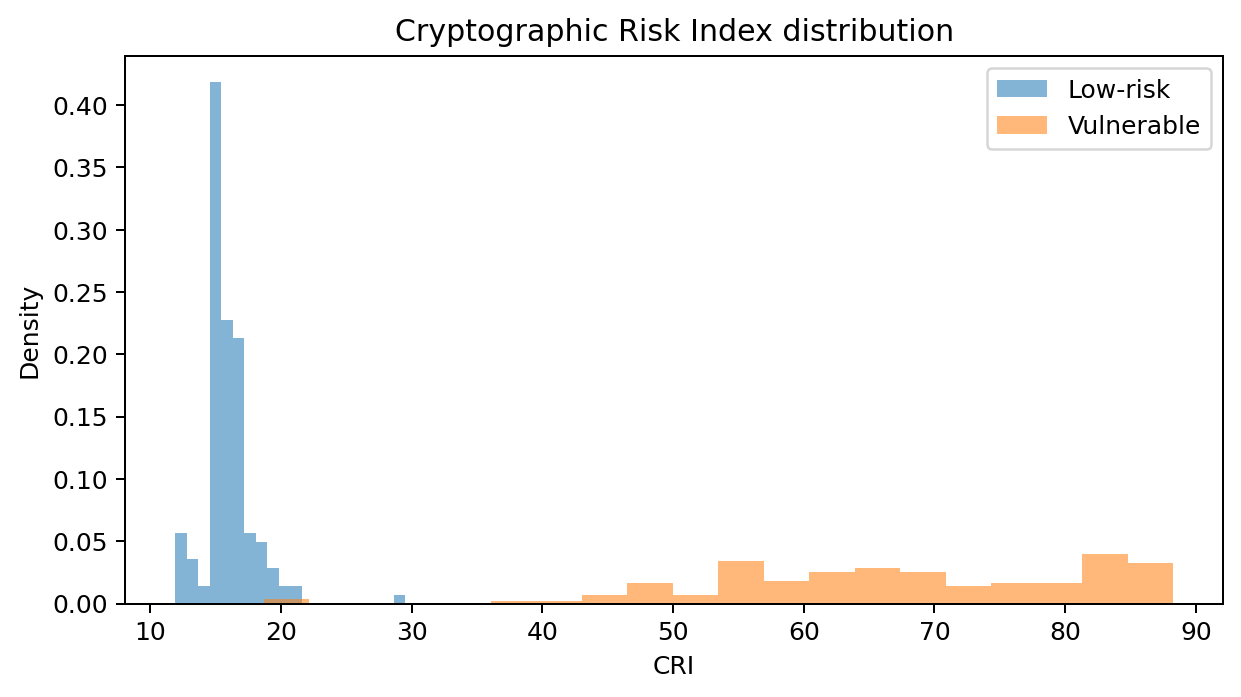 Cryptographic Risk Index distribution
Low-risk
Vulnerable
Density
0.40
0.35
0.30
0.25
0.20
0.15
0.10
0.05
0.00
10 20 30 40 50 60 70 80 90
CRI